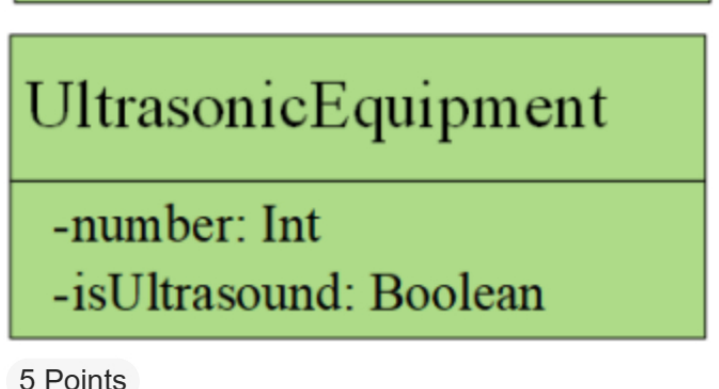 UltrasonicEquipment
-number: Int
-isUltrasound: Boolean
5 Points